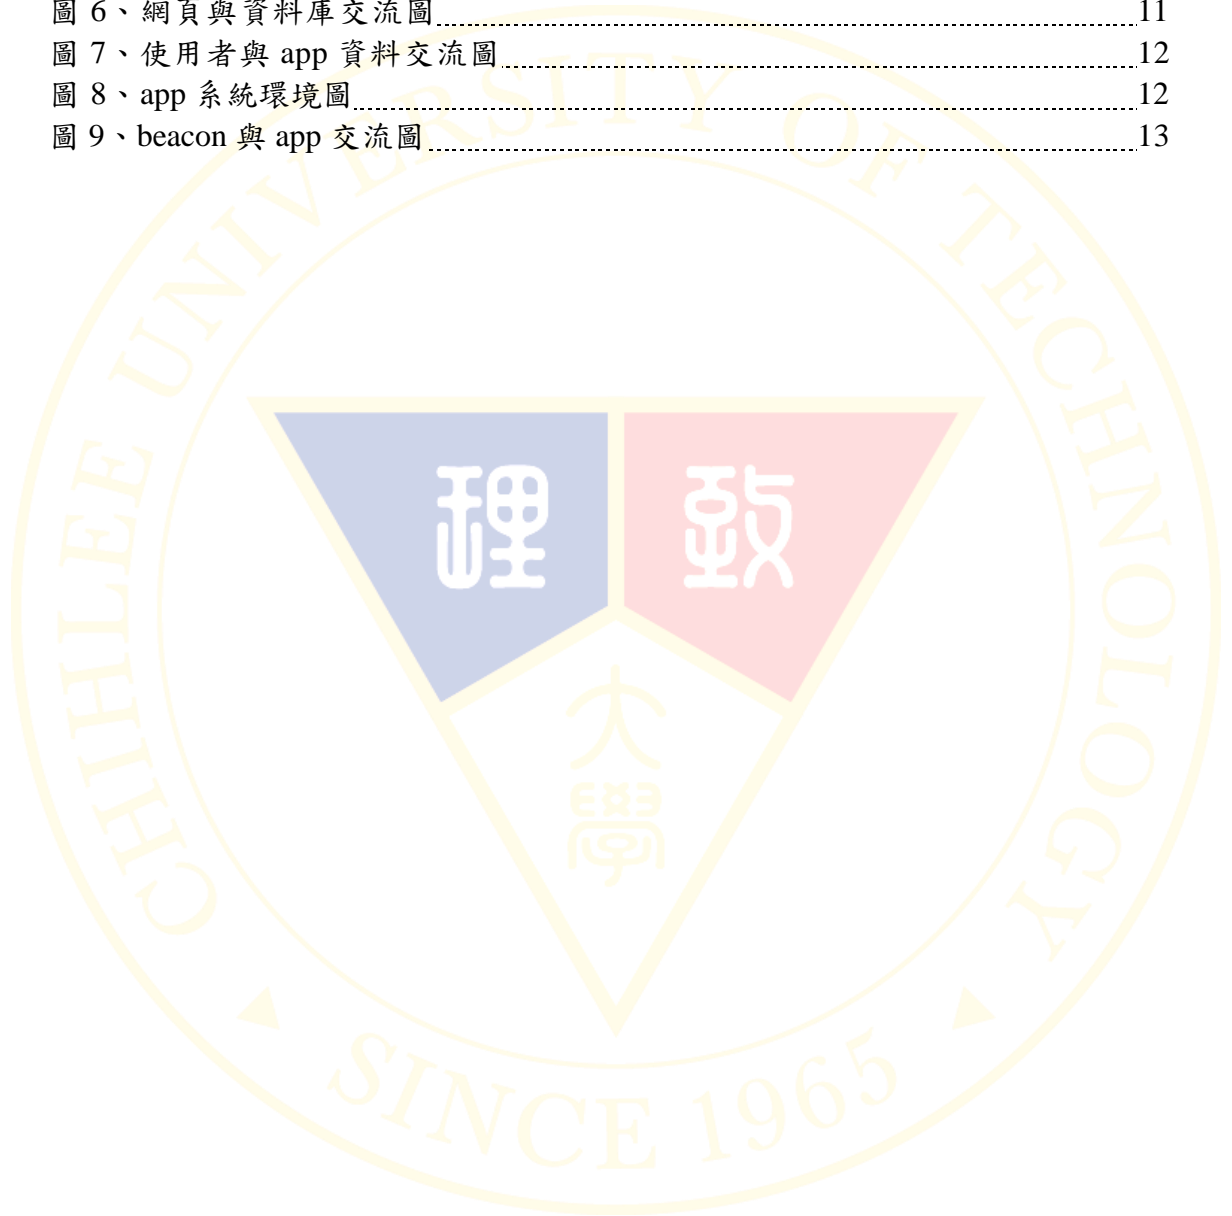 圖 6、網頁與資料庫交流圖 11
圖 7、使用者與 app 資料交流圖 12
圖 8、app 系統環境圖 12
圖 9、beacon 與 app 交流圖 13
CHIHLEE UNIVERSITY OF TECHNOLOGY
理 致
大
學
SINCE 1965